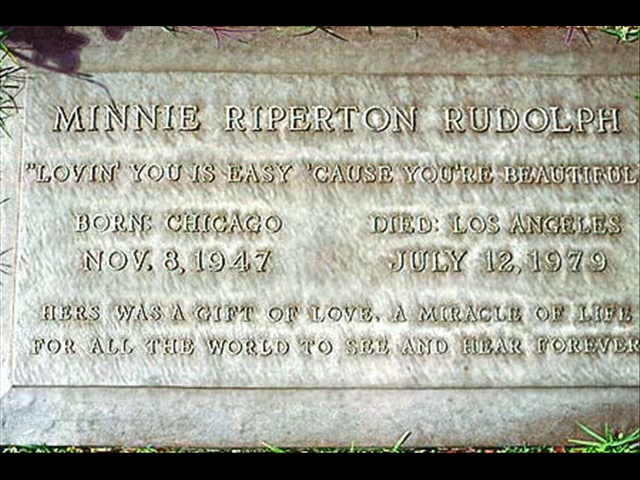 MINNIE RIPERTON RUDOLPH
"LOVIN' YOU IS EASY 'CAUSE YOU'RE BEAUTIFUL
BORN: CHICAGO DIED: LOS ANGELES
NOV. 8, 1947 JULY 12, 1979
HERS WAS A GIFT OF LOVE, A MIRACLE OF LIFE
FOR ALL THE WORLD TO SEE AND HEAR FOREVER